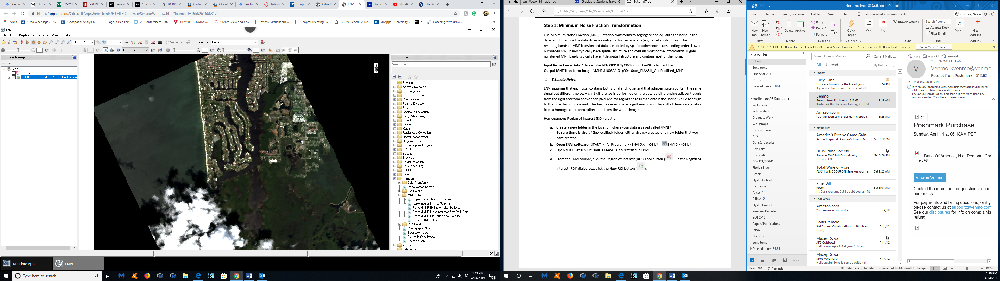 Raabe
Histori
02-211
PREDI
Sea-le
A casu
10.100
Global
Global
landsc
Tutoria
UFApp
Citrix F
ENVI
Gradu
The Pe
https://apps.ufl.edu/Citrix/UFAppsWeb/clients/HTML5Client/src/SessionWindow.html?launchid=1555261666317
Apps
Grad Openings » D...
Geospatial Analysis...
Logout Redirect
23 Conferences Dat...
REMOTE SENSING...
Create, view and ed...
https://virtuallearn...
Chapter Meeting –...
GSAW-Schedule-De...
UFApps - University...
a
Hatching with draw...
ENVI
File Edit Display Placemarks Views Help
195.3% (2.0:1
0°
Vectors
Annotations
Go To
50
20
Linear 2%
10
0
Layer Manager
View
Overview
f100831t01p00r10rdn_FLAASH_GeoRectifie
N
Toolbox
Search the toolbox
Favorites
Anomaly Detection
Band Algebra
Change Detection
Classification
Feature Extraction
Filter
Geometric Correction
Image Sharpening
LiDAR
Mosaicking
Radar
Radiometric Correction
Raster Management
Regions of Interest
Spatiotemporal Analysis
SPEAR
Spectral
Statistics
Target Detection
Task Processing
THOR
Terrain
Transform
Color Transforms
Decorrelation Stretch
ICA Rotation
MNF Rotation
Apply Forward MNF to Spectra
Apply Inverse MNF to Spectra
Forward MNF Estimate Noise Statistics
Forward MNF Noise Statistics from Dark Data
Forward MNF Previous Noise Statistics
Inverse MNF Rotation
PCA Rotation
Photographic Stretch
Saturation Stretch
Synthetic Color Image
Tasseled Cap
Vector
Extensions
Runtime App
ENVI
Type here to search
1:19 PM
4/14/2019
21
Week 14 _Lidar.pdf
Graduate Student Travel Gra
Tutorial7.pdf
file:///C:/Users/Mel/Downloads/Tutorial7.pdf
Step 1: Minimum Noise Fraction Transformation
Use Minimum Noise Fraction (MNF) Rotation transforms to segregate and equalize the noise in the
data, and to reduce the data dimensionality for further analysis (e.g., Pixel Purity Index). The
resulting bands of MNF transformed data are sorted by spatial coherence in descending order. Lower
numbered MNF bands typically have spatial structure and contain most of the information. Higher
numbered MNF bands typically have little spatial structure and contain most of the noise.
Input Reflectance Data: \Georectified\f100831t01p00r10rdn_FLAASH_GeoRectified
Output MNF Transform Image: \MNF\f100831t01p00r10rdn_FLAASH_GeoRectified_MNF
I. Estimate Noise:
ENVI assumes that each pixel contains both signal and noise, and that adjacent pixels contain the same
signal but different noise. A shift-difference is performed on the data by differencing adjacent pixels
from the right and from above each pixel and averaging the results to obtain the "noise" value to assign
to the pixel being processed. The best noise estimate is gathered using the shift-difference statistics
from a homogeneous area rather than from the whole image.
Homogeneous Region of Interest (ROI) creation:
a. Create a new folder in the location where your data is saved called \MNF\
Be sure there is also a \Georectified\ folder, either already created or a new folder that you
have created.
b. Open ENVI software: START >> All Programs >> ENVI 5.x >>64-bit>> ENVI 5.x (64-bit)
c. Open f100831t01p00r10rdn_FLAASH_GeoRectified in ENVI.
d. From the ENVI toolbar, click the Region of Interest (ROI) Tool button ( ). In the Region of
Interest (ROI) dialog box, click the New ROI button ( ).
Inbox - melimore86@ufl.edu - Outlook
File Home Send / Receive Folder View Help Tell me what you want to do
Coming Soon
Off
New Email
New Items
Delete
Archive
Reply
Reply All
Forward
Quick Steps
Move
Tags
Browse Groups
Search People
Address Book
Filter Email
Speech
Get Add-ins
New
Delete
Respond
Quick Steps
Groups
Find
Add-ins
ADD-IN ALERT Outlook disabled the add-in 'Outlook Social Connector 2016'. It caused Outlook to start slowly.
View More Details...
Favorites
Inbox
Sent Items
Financial Aid
Drafts [31]
Deleted Items 3834
melimore86@ufl.edu
Walgreens
Scholarships
Graduate Work
Workshops
Presentations
AFS
DataCarpentries 1
Revisions
CopyTalk
GIS4121/GIS6116
Florida Blue
Grants
Oyster Cohort
Insurance
Amex 1
R links 2
Oyster Project
Personal Disputes
BOT 2710
Papers/Publications
Inbox
Drafts [31]
Sent Items
Deleted Items 3834
Search Current Mailbox
Current Mailbox
All Unread
By Date
Today
Riley, Gina L
Links are broken for the travel grants 1:06 PM
If you need assistance please contact
Venmo
Receipt from Poshmark - $12.62 9:19 AM
Poshmark Purchase on Sunday, April 14
Amazon.com
Your Amazon.com order has shipped (... 3:23 AM
Yesterday
America's Escape Game Gain...
Action Required: America's Escape Ga... Sat 7:22 PM
UF Wildlife Society
Summer FWC Job Opportunity Sat 3:08 PM
Job opp FYI
Total Wine & More
FLASH WINE COUPON! Save on your fa... Sat 9:26 AM
Pine, Bill
Poster Sat 6:01 AM
Hi, Sure you can. But I doubt you can fit
Last Week
Amazon.com
Your Amazon.com order Fri 4/12
Soltis,Pamela S
3rd Annual Collaborations in Biodiver... Fri 4/12
Hi all,
Macey Rowan
AFS Quizbowl Fri 4/12
Hello once again! Get your fish facts
Macey Rowan
More Webinars! Fri 4/12
Hello again! Here is some additional
Reply Reply All Forward
Sun 4/14/2019 9:19 AM
V
Venmo <venmo@venmo
Receipt from Poshmark - $12.62
To Moreno,Melissa M
If there are problems with how this message is displayed,
click here to view it in a web browser.
The actual sender of this message is different than the
normal sender. Click here to learn more.
Rig
Poshmark Purchase
Sunday, April 14 at 06:18AM PDT
Bank Of America, N.a. Personal Che
····6258
View in Venmo
Contact the merchant for questions regard
purchases.
For payments and billing questions, or if yo
please contact us at support@venmo.com
See our disclosures for info on complaints
refund.
Items: 494
Reminders: 1
All folders are up to date.
Connected to: Microsoft Exchange
100%
1:19 PM
4/14/2019